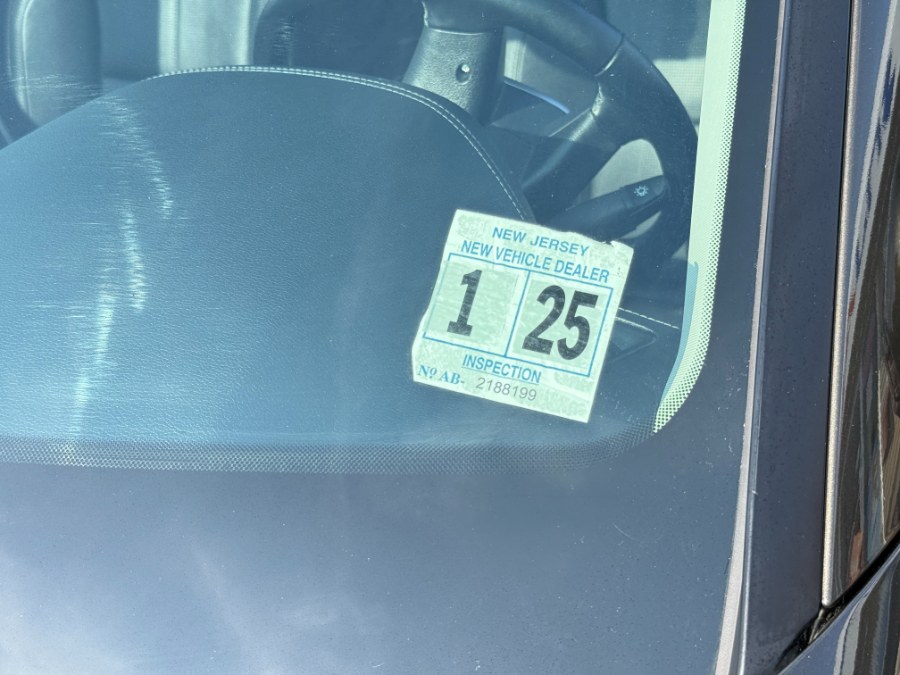 NEW JERSEY
NEW VEHICLE DEALER
1 25
INSPECTION
Nº AB- 2188199